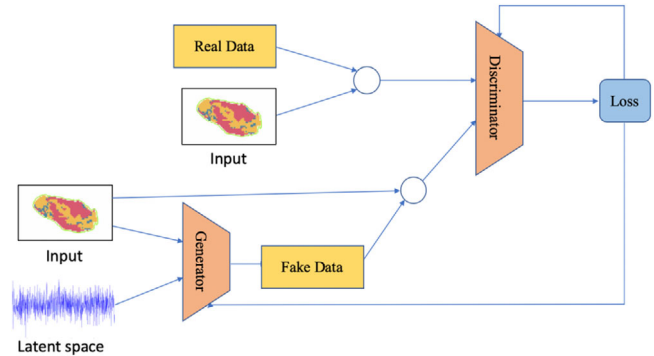 Real Data
Discriminator
Loss
Input
Input
Generator
Fake Data
Latent space